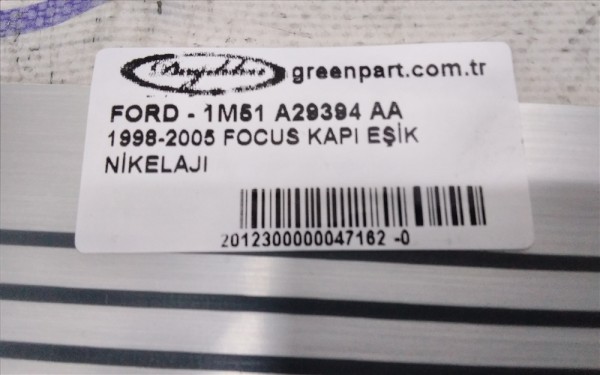 greenpart.com.tr
FORD - 1M51 A29394 AA
1998-2005 FOCUS KAPI EŞİK
NİKELAJI
2012300000047162 -0